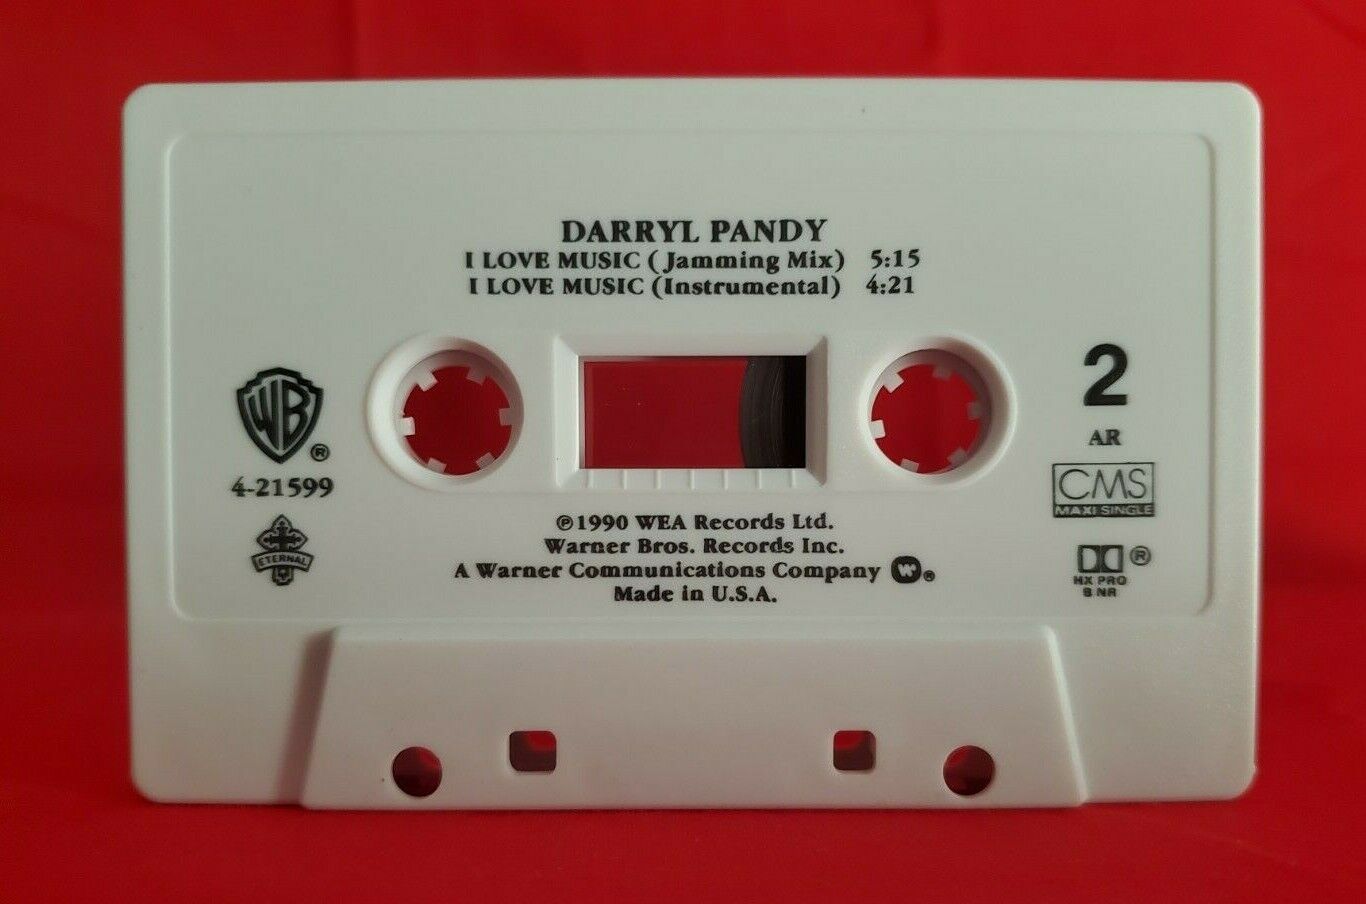 DARRYL PANDY
I LOVE MUSIC (Jamming Mix) 5:15
I LOVE MUSIC (Instrumental) 4:21
WB®
4-21599
ETERNAL
2
AR
CMS
MAXI-SINGLE
®
HX PRO
B NR
℗1990 WEA Records Ltd.
Warner Bros. Records Inc.
A Warner Communications Company ®
Made in U.S.A.